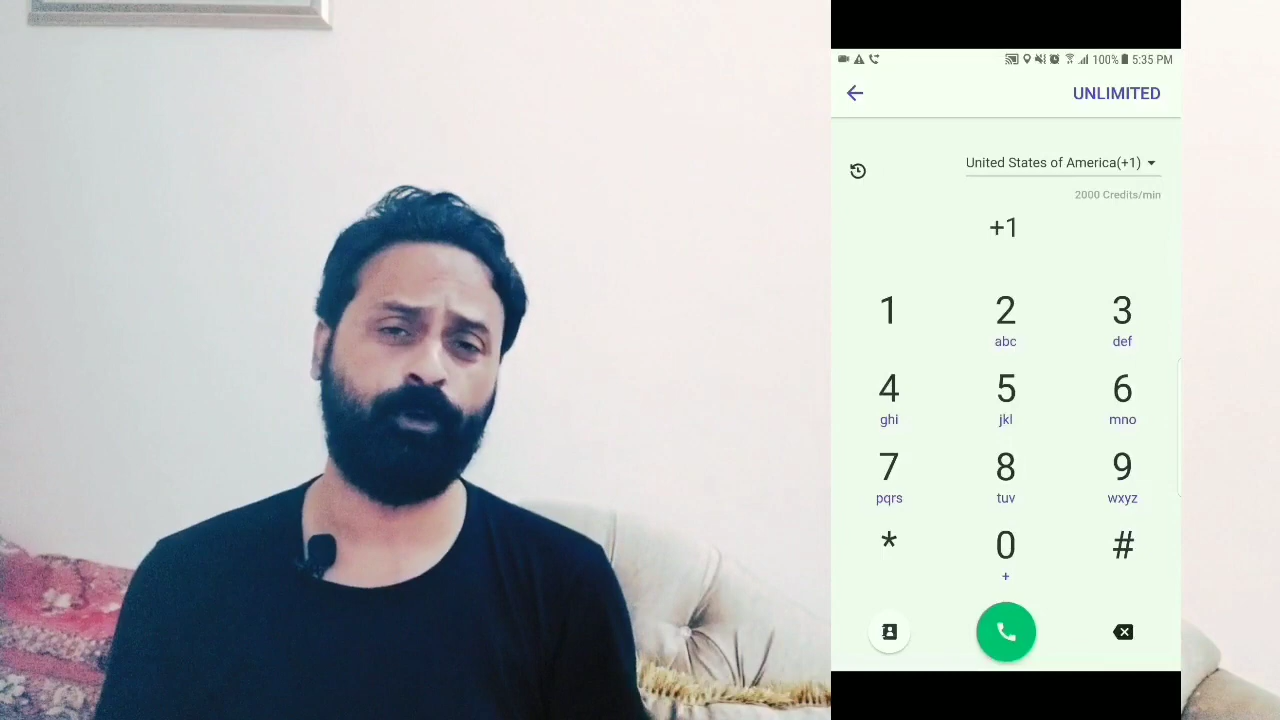 100% 5:35 PM
UNLIMITED
United States of America(+1)
2000 Credits/min
+1
1 2 3
abc def
4 5 6
ghi jkl mno
7 8 9
pqrs tuv wxyz
* 0 #
+